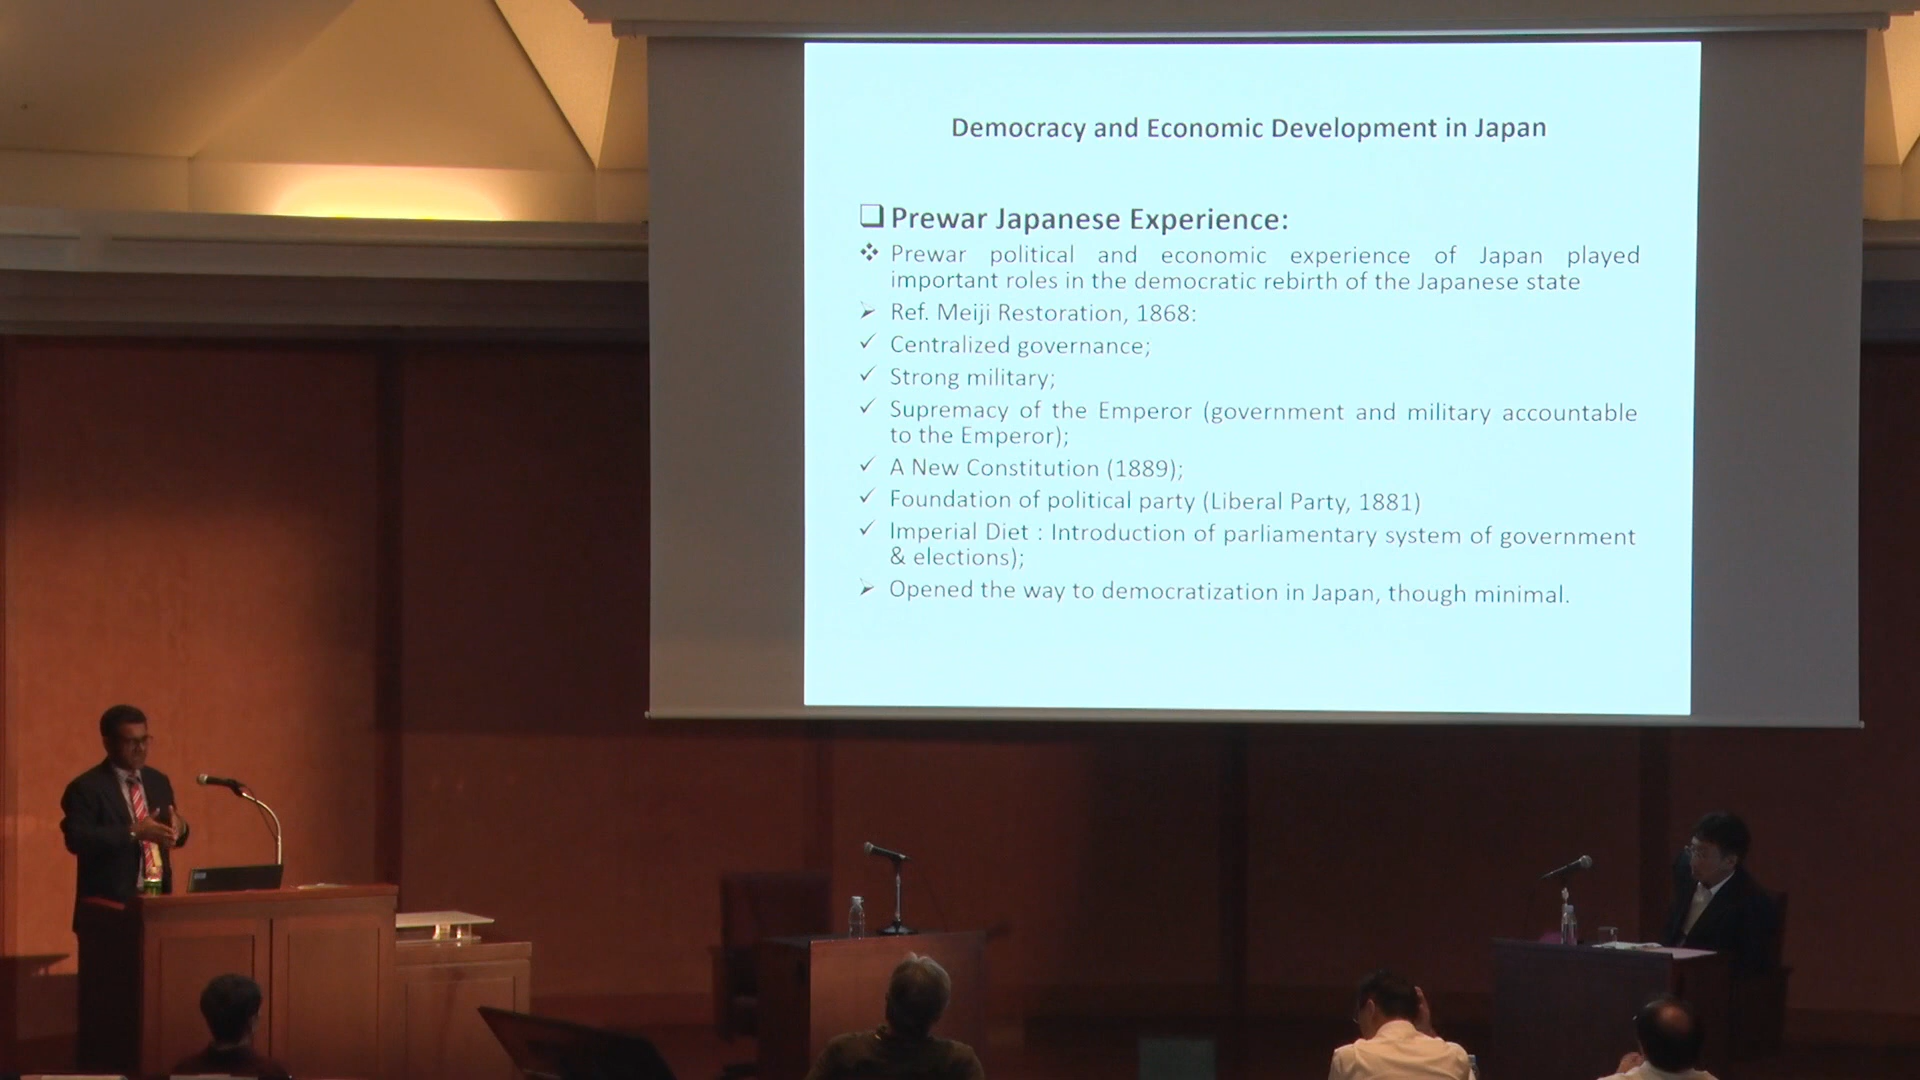 Democracy and Economic Development in Japan
❑ Prewar Japanese Experience:
❖ Prewar political and economic experience of Japan played
important roles in the democratic rebirth of the Japanese state
➢ Ref. Meiji Restoration, 1868:
✓ Centralized governance;
✓ Strong military;
✓ Supremacy of the Emperor (government and military accountable
to the Emperor);
✓ A New Constitution (1889);
✓ Foundation of political party (Liberal Party, 1881)
✓ Imperial Diet : Introduction of parliamentary system of government
& elections);
➢ Opened the way to democratization in Japan, though minimal.